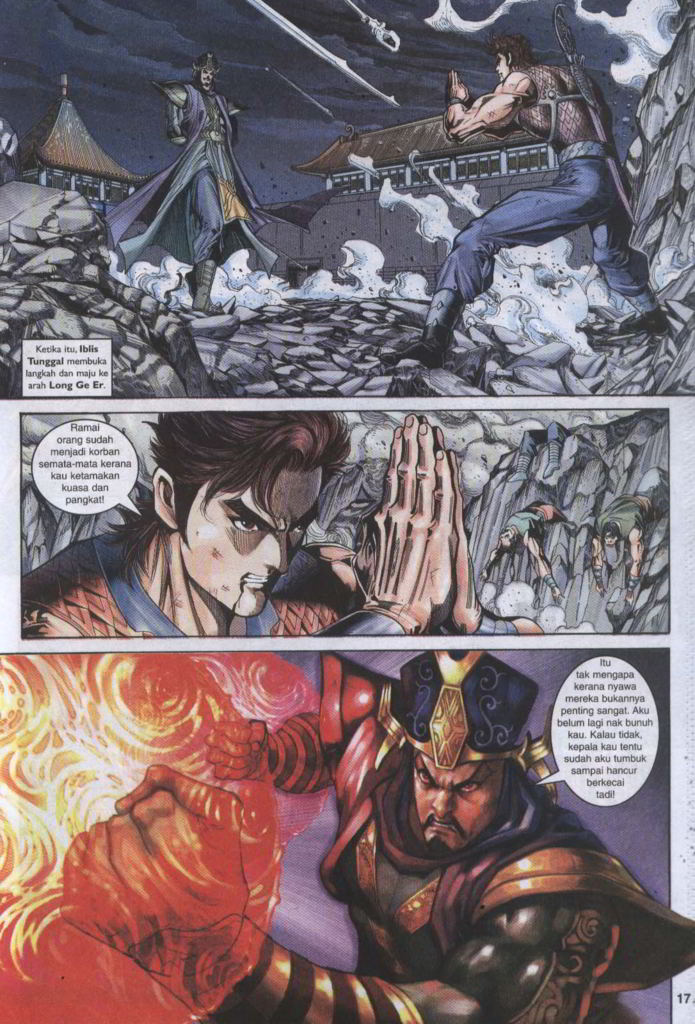 Ketika itu, Iblis
Tunggal membuka
langkah dan maju ke
arah Long Ge Er.
Ramai
orang sudah
menjadi korban
semata-mata kerana
kau ketamakan
kuasa dan
pangkat!
Itu
tak mengapa
kerana nyawa
mereka bukannya
penting sangat. Aku
belum lagi nak bunuh
kau. Kalau tidak,
kepala kau tentu
sudah aku tumbuk
sampai hancur
berkecai
tadi!
17